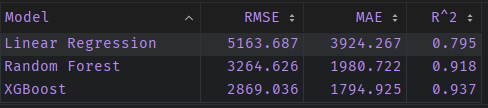 Model RMSE MAE R^2
Linear Regression 5163.687 3924.267 0.795
Random Forest 3264.626 1980.722 0.918
XGBoost 2869.036 1794.925 0.937